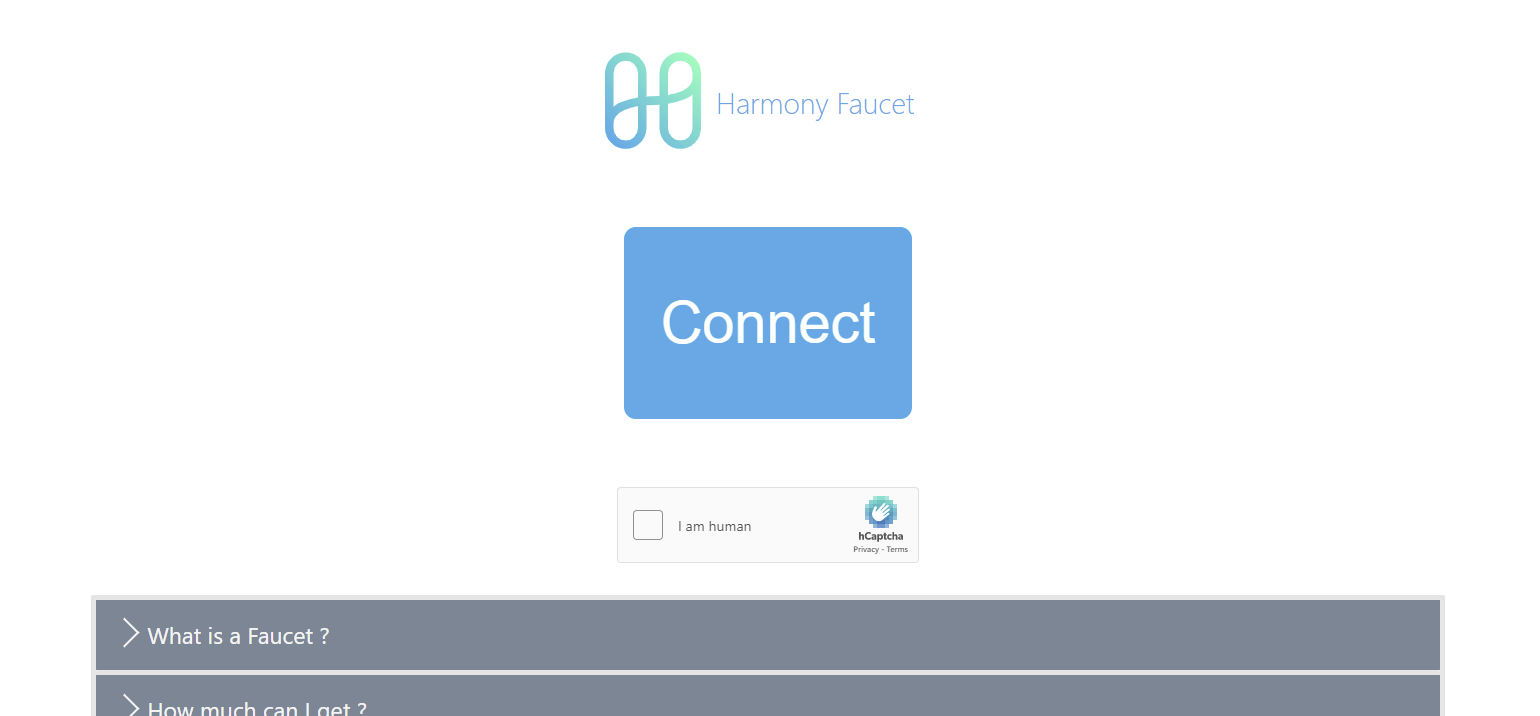 Harmony Faucet
Connect
I am human
hCaptcha
Privacy - Terms
What is a Faucet ?
How much can I get ?